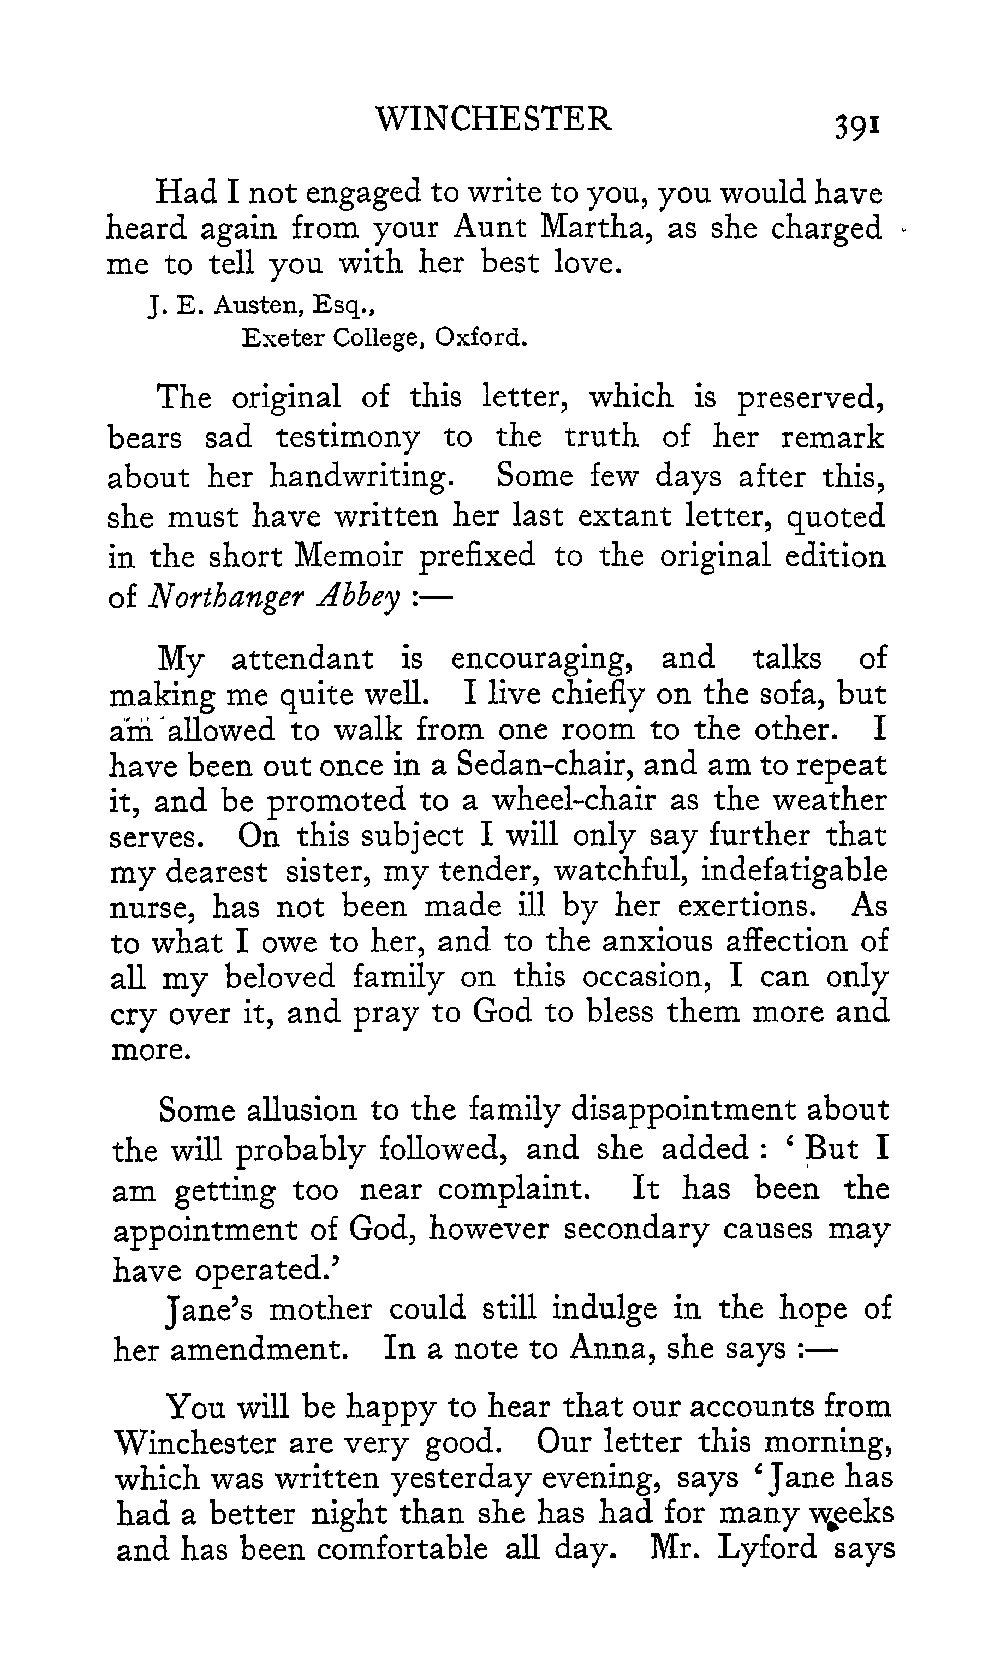 WINCHESTER 391
Had I not engaged to write to you, you would have
heard again from your Aunt Martha, as she charged
me to tell you with her best love.
J. E. Austen, Esq.,
Exeter College, Oxford.
The original of this letter, which is preserved,
bears sad testimony to the truth of her remark
about her handwriting. Some few days after this,
she must have written her last extant letter, quoted
in the short Memoir prefixed to the original edition
of Northanger Abbey :—
My attendant is encouraging, and talks of
making me quite well. I live chiefly on the sofa, but
am allowed to walk from one room to the other. I
have been out once in a Sedan-chair, and am to repeat
it, and be promoted to a wheel-chair as the weather
serves. On this subject I will only say further that
my dearest sister, my tender, watchful, indefatigable
nurse, has not been made ill by her exertions. As
to what I owe to her, and to the anxious affection of
all my beloved family on this occasion, I can only
cry over it, and pray to God to bless them more and
more.
Some allusion to the family disappointment about
the will probably followed, and she added : ‘ But I
am getting too near complaint. It has been the
appointment of God, however secondary causes may
have operated.’
Jane’s mother could still indulge in the hope of
her amendment. In a note to Anna, she says :—
You will be happy to hear that our accounts from
Winchester are very good. Our letter this morning,
which was written yesterday evening, says ‘Jane has
had a better night than she has had for many weeks
and has been comfortable all day. Mr. Lyford says